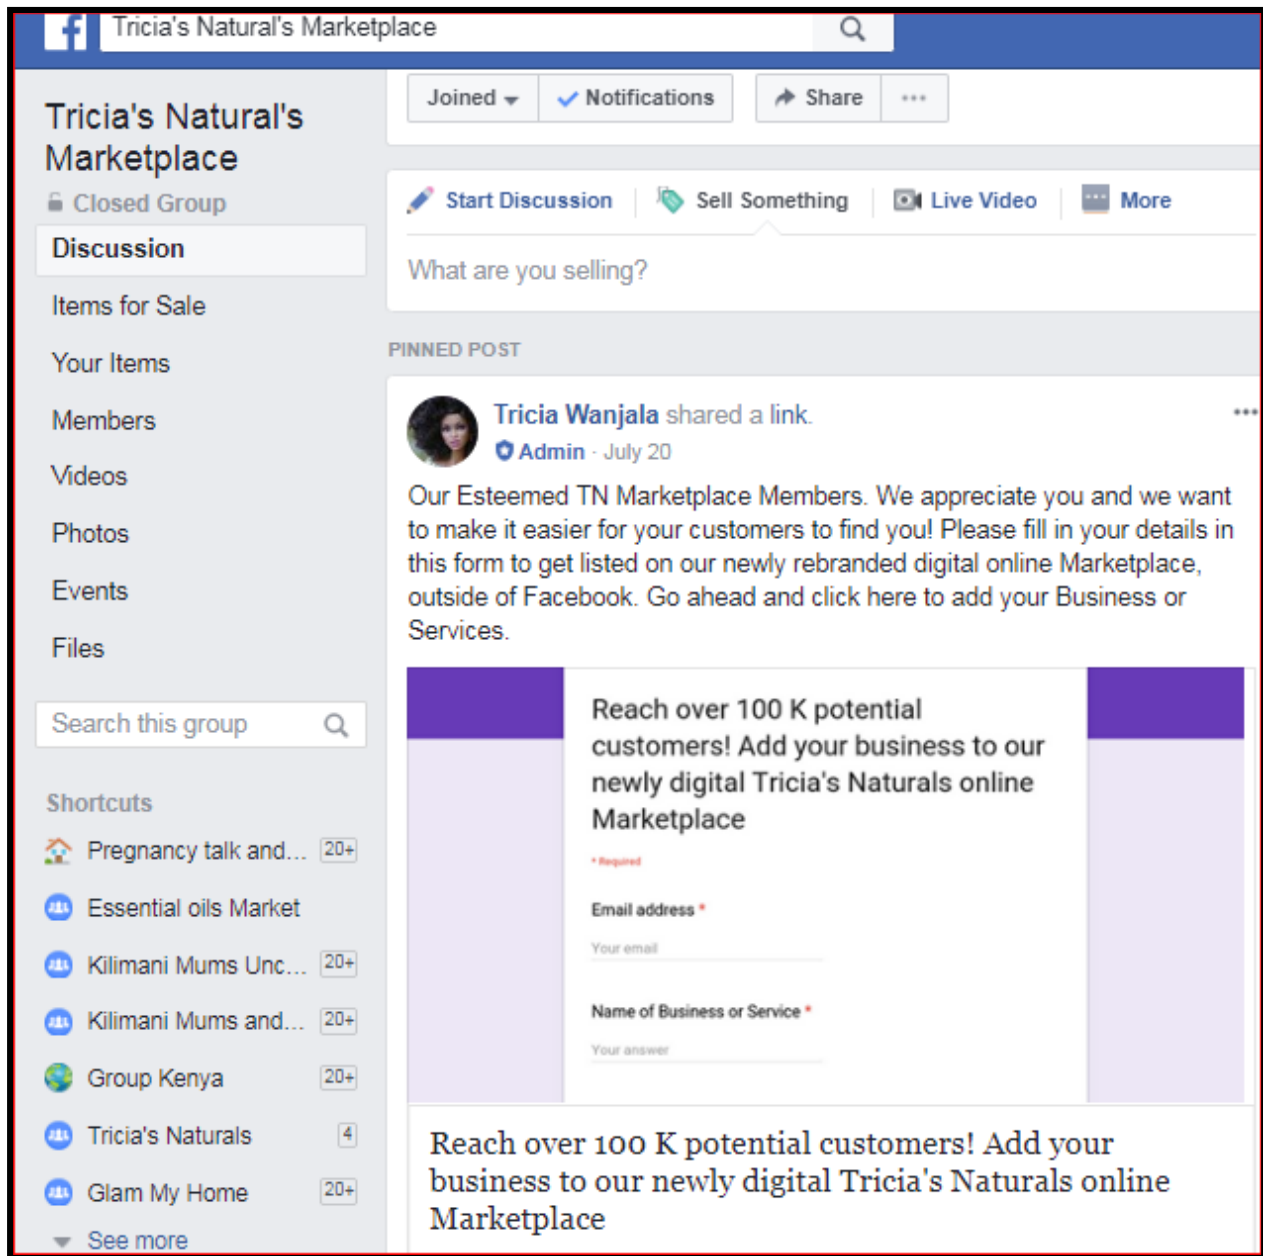 Tricia's Natural's Marketplace
Joined
Notifications
Share
Tricia's Natural's
Marketplace
Closed Group
Discussion
Items for Sale
Your Items
Members
Videos
Photos
Events
Files
Search this group
Shortcuts
Pregnancy talk and... 20+
Essential oils Market
Kilimani Mums Unc... 20+
Kilimani Mums and... 20+
Group Kenya 20+
Tricia's Naturals 4
Glam My Home 20+
See more
Start Discussion
Sell Something
Live Video
More
What are you selling?
PINNED POST
Tricia Wanjala shared a link.
Admin · July 20
Our Esteemed TN Marketplace Members. We appreciate you and we want
to make it easier for your customers to find you! Please fill in your details in
this form to get listed on our newly rebranded digital online Marketplace,
outside of Facebook. Go ahead and click here to add your Business or
Services.
Reach over 100 K potential
customers! Add your business to our
newly digital Tricia's Naturals online
Marketplace
* Required
Email address *
Your email
Name of Business or Service *
Your answer
Reach over 100 K potential customers! Add your
business to our newly digital Tricia's Naturals online
Marketplace